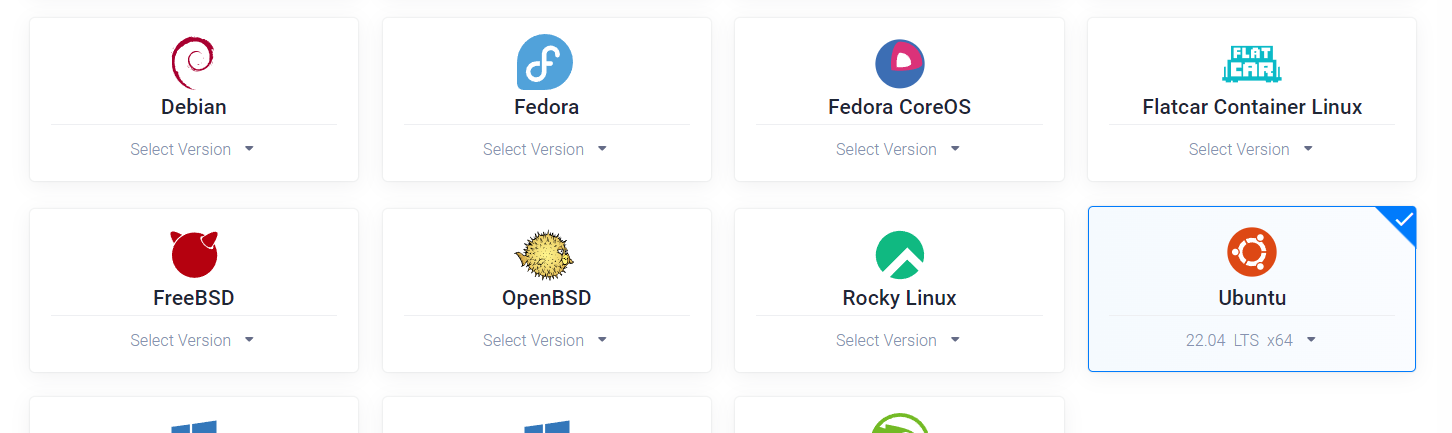 FLAT
CAR
Debian
Fedora
Fedora CoreOS
Flatcar Container Linux
Select Version
Select Version
Select Version
Select Version
FreeBSD
OpenBSD
Rocky Linux
Ubuntu
Select Version
Select Version
Select Version
22.04 LTS x64